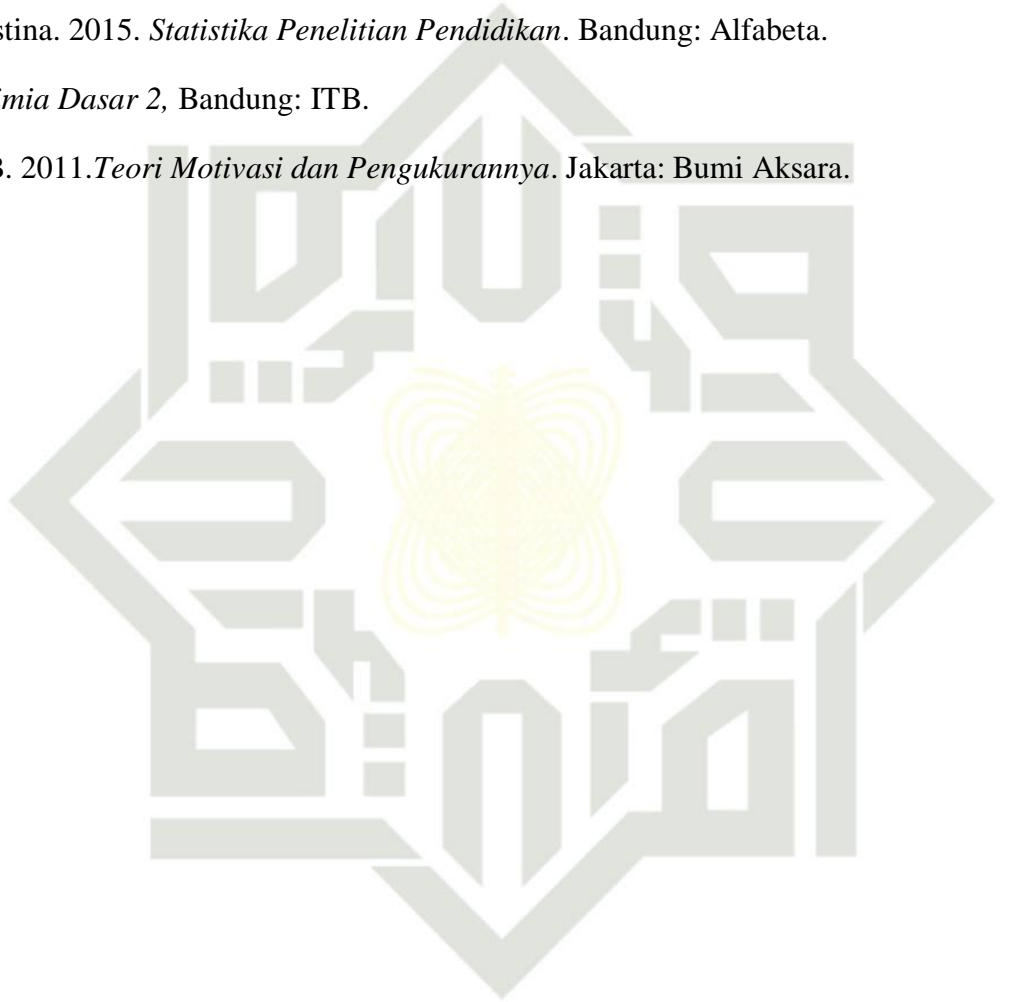 stina. 2015. Statistika Penelitian Pendidikan. Bandung: Alfabeta.
imia Dasar 2, Bandung: ITB.
B. 2011.Teori Motivasi dan Pengukurannya. Jakarta: Bumi Aksara.